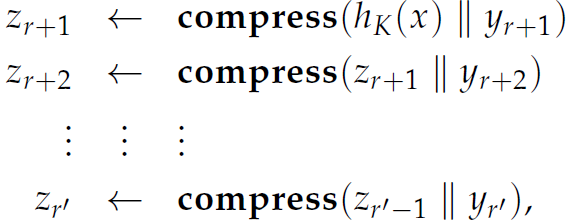 z_{r+1} ← compress(h_K(x) ∥ y_{r+1})
z_{r+2} ← compress(z_{r+1} ∥ y_{r+2})
⋮ ⋮ ⋮
z_{r'} ← compress(z_{r'-1} ∥ y_{r'}),